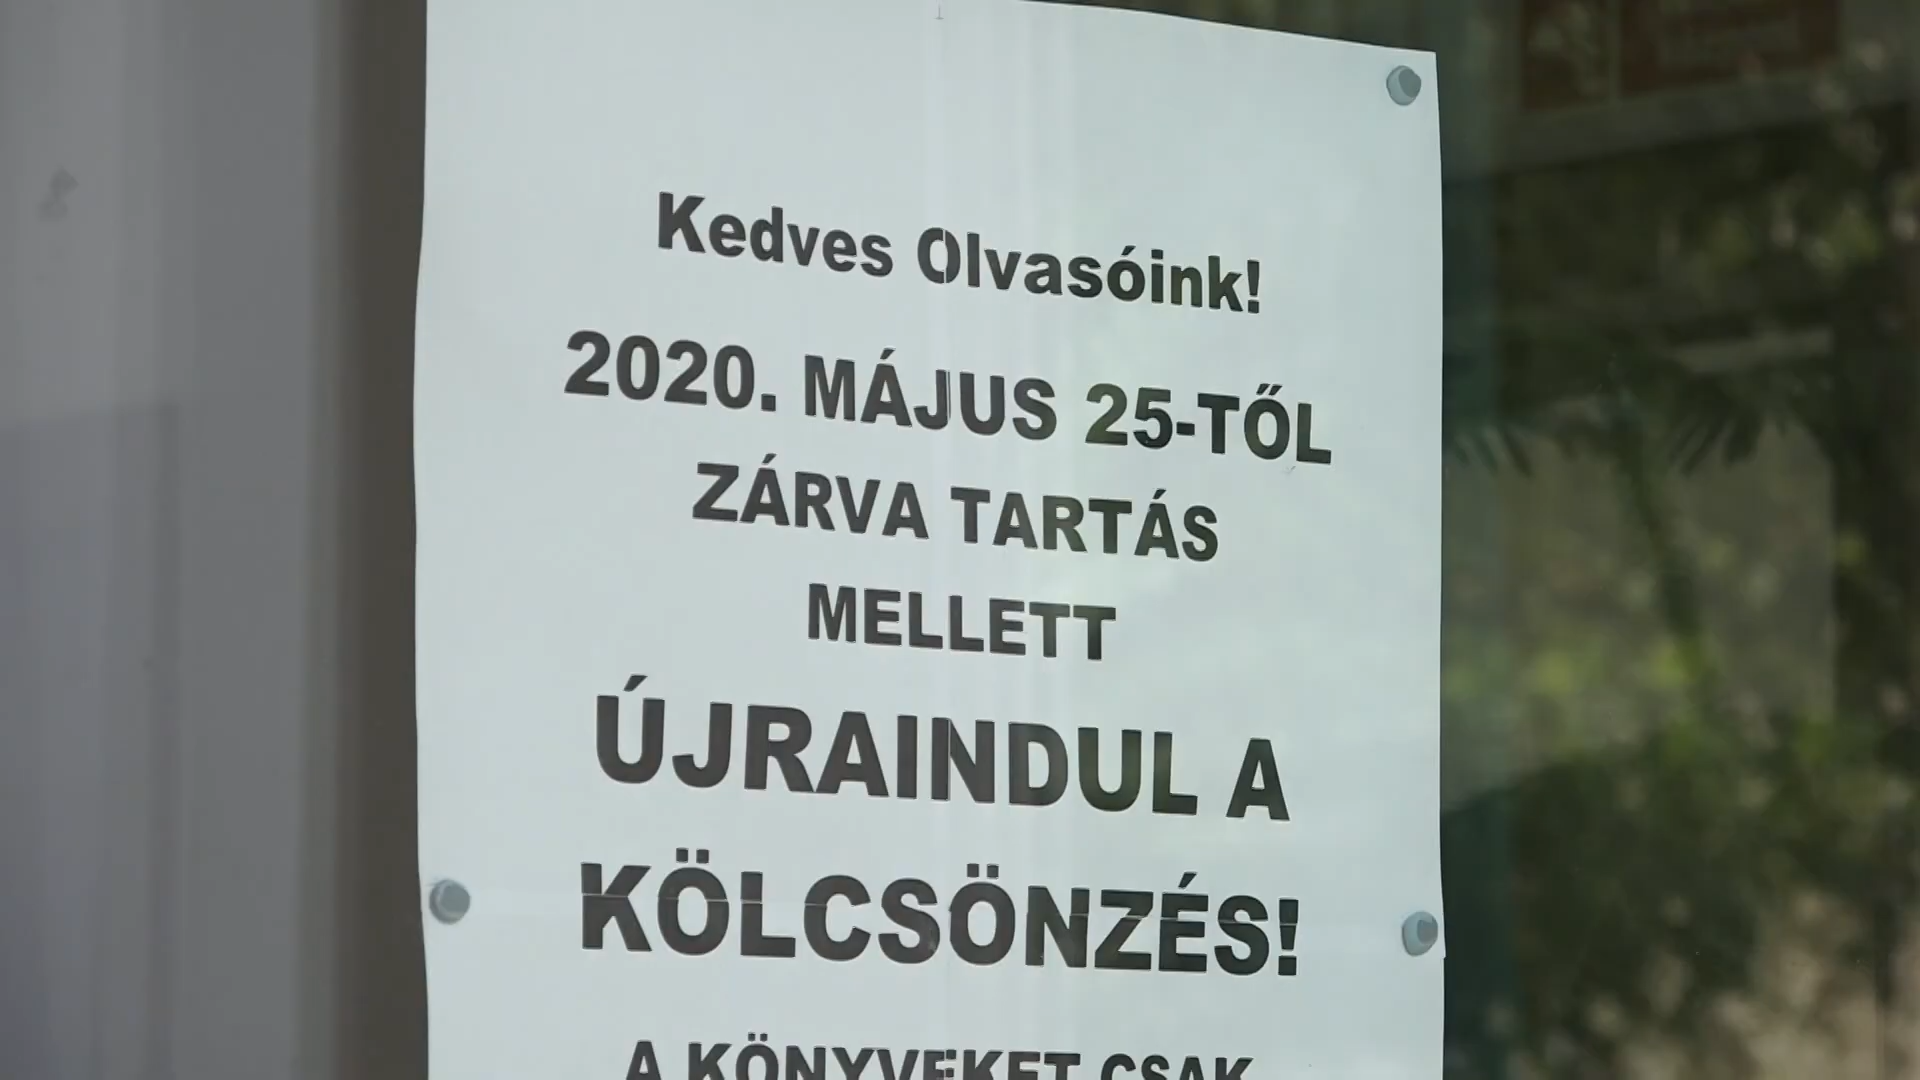 Kedves Olvasóink!
2020. MÁJUS 25-TŐL
ZÁRVA TARTÁS
MELLETT
ÚJRAINDUL A
KÖLCSÖNZÉS!
A KÖNYVEKET CSAK